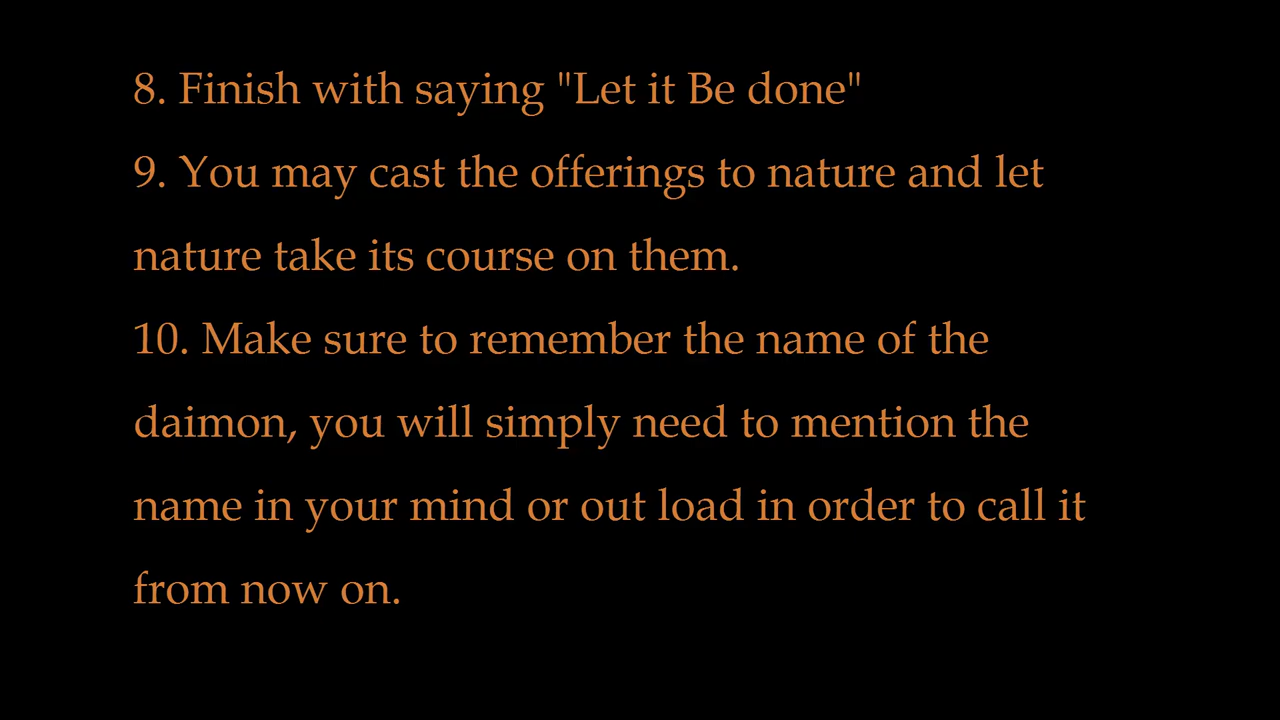 8. Finish with saying "Let it Be done"
9. You may cast the offerings to nature and let
nature take its course on them.
10. Make sure to remember the name of the
daimon, you will simply need to mention the
name in your mind or out load in order to call it
from now on.